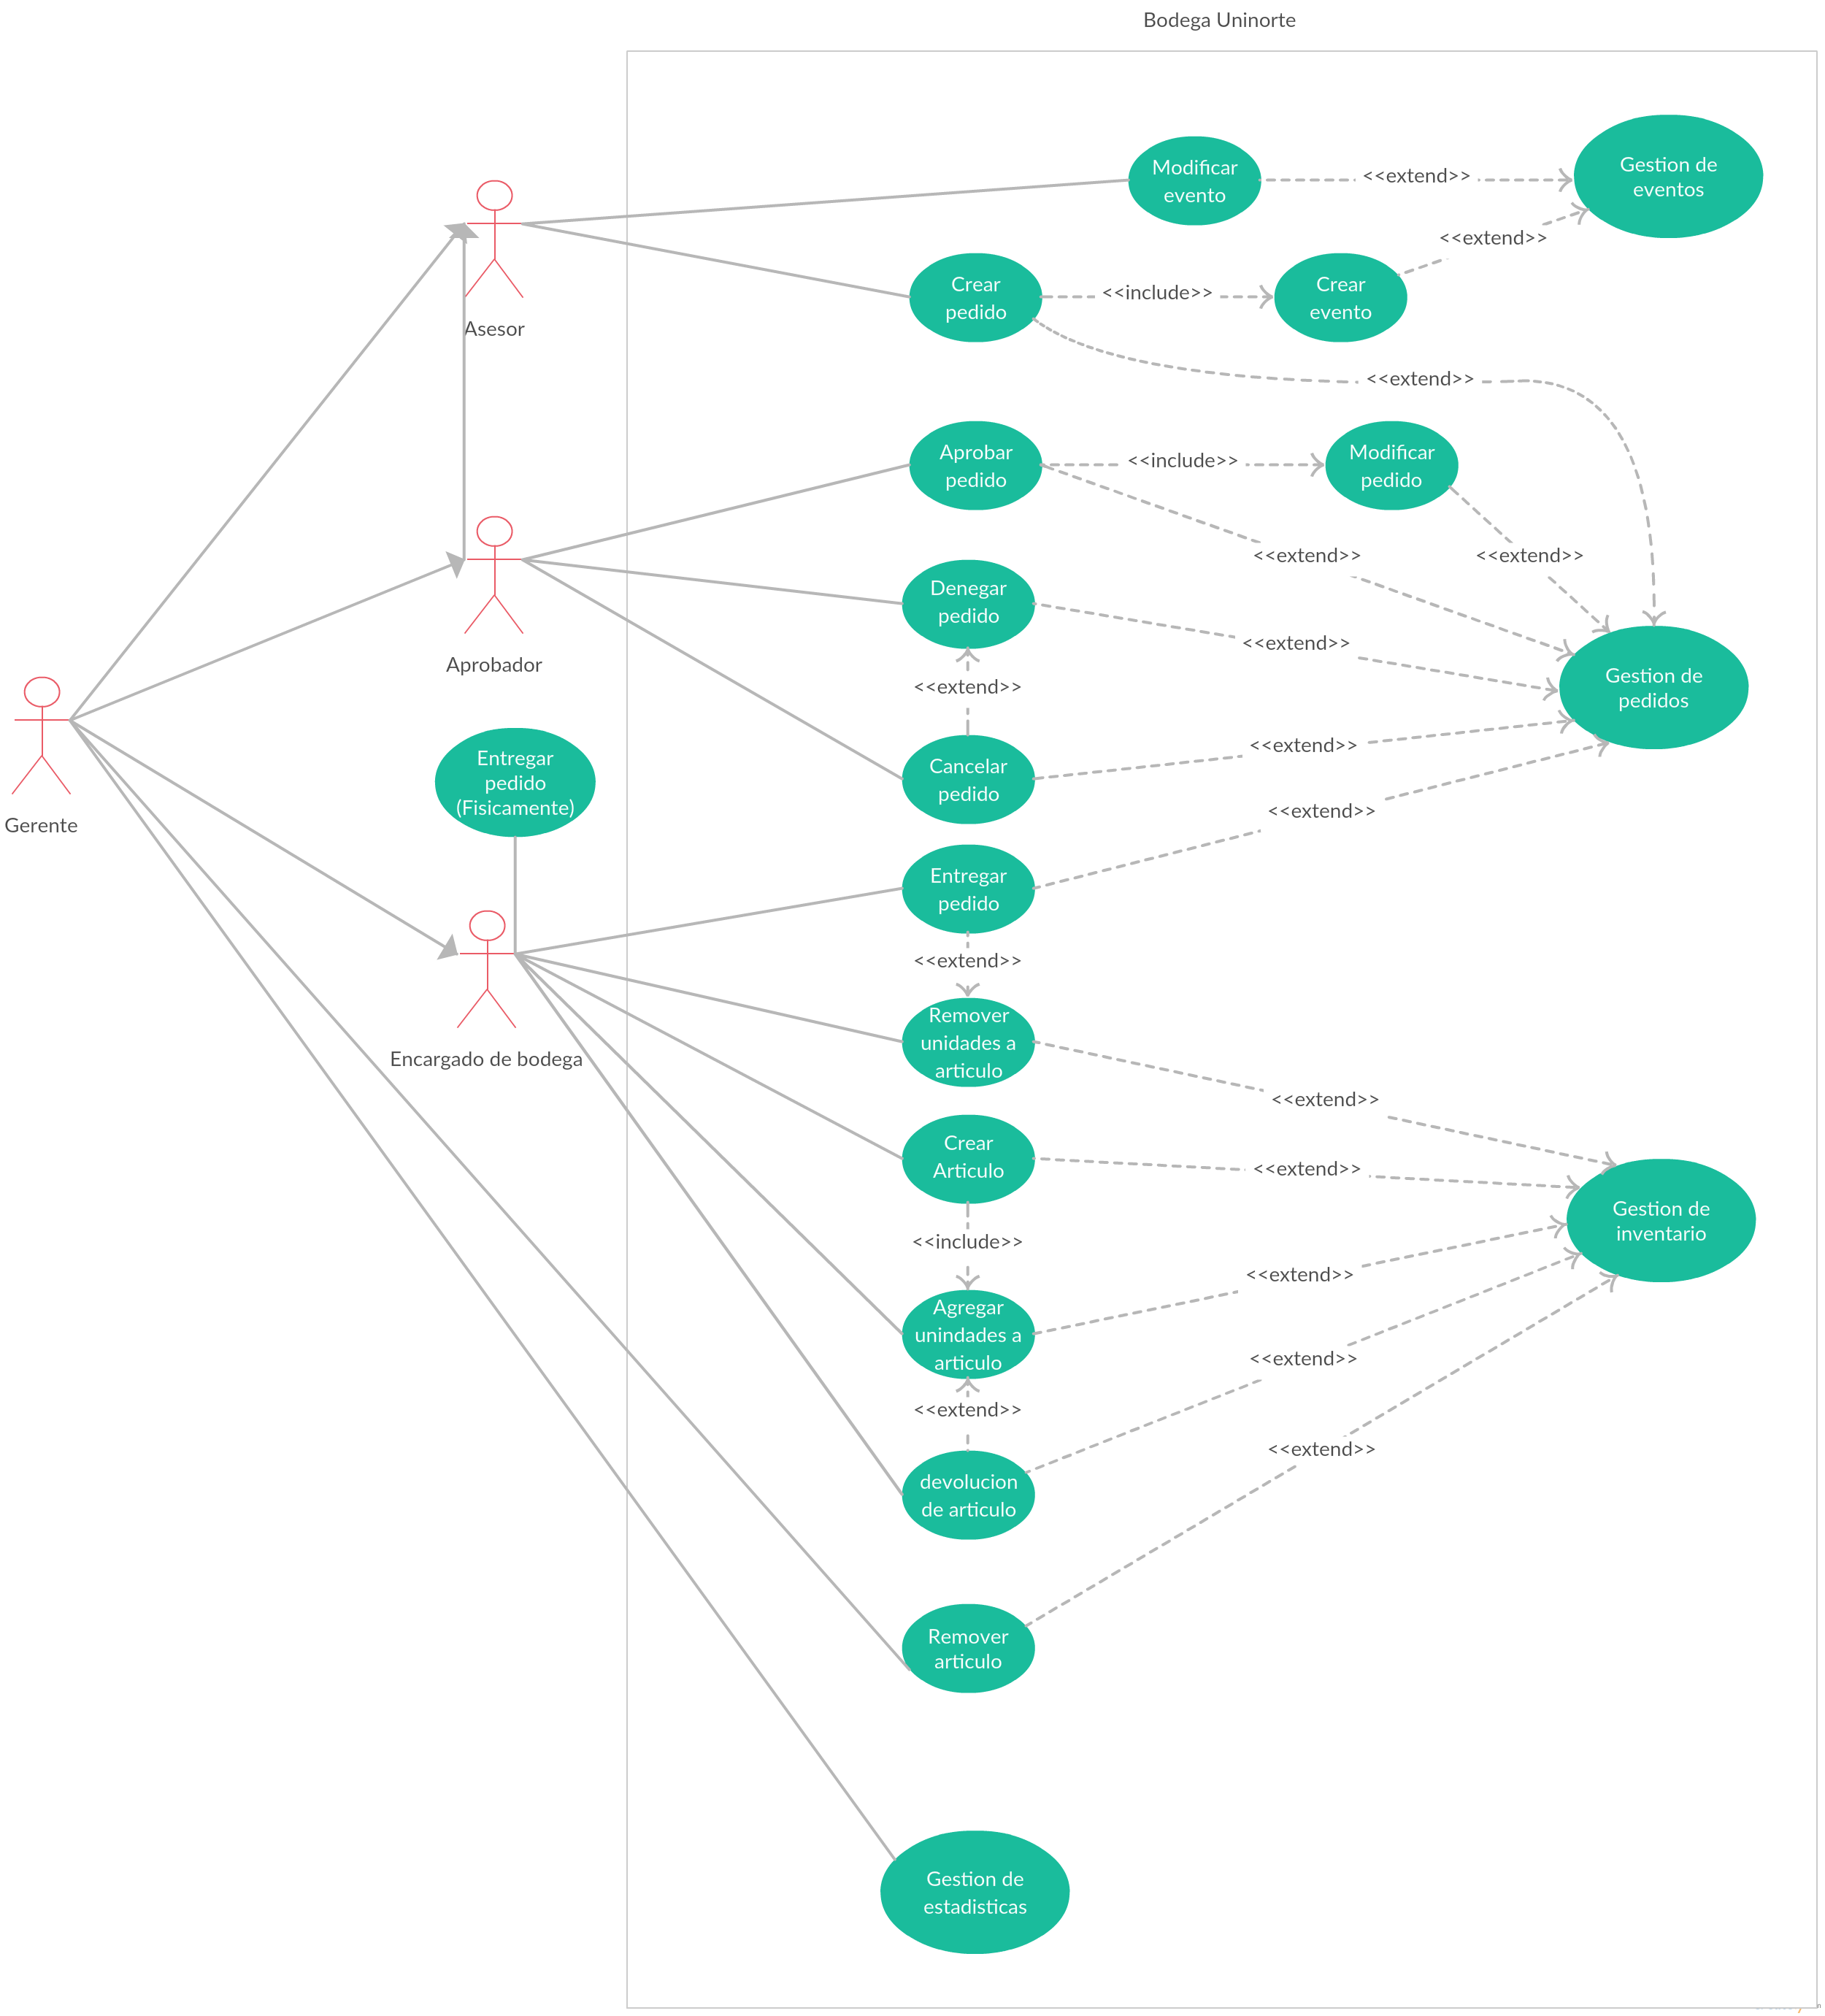 Bodega Uninorte
Modificar
evento
<<extend>>
Gestion de
eventos
<<extend>>
Crear
pedido
<<include>>
Crear
evento
Asesor
<<extend>>
Aprobar
pedido
<<include>>
Modificar
pedido
<<extend>>
<<extend>>
Denegar
pedido
<<extend>>
Aprobador
<<extend>>
Gestion de
pedidos
Entregar
pedido
(Fisicamente)
Cancelar
pedido
<<extend>>
Gerente
<<extend>>
Entregar
pedido
<<extend>>
Remover
unidades a
articulo
Encargado de bodega
<<extend>>
Crear
Articulo
<<extend>>
<<include>>
Gestion de
inventario
Agregar
unindades a
articulo
<<extend>>
<<extend>>
<<extend>>
<<extend>>
devolucion
de articulo
Remover
articulo
Gestion de
estadisticas